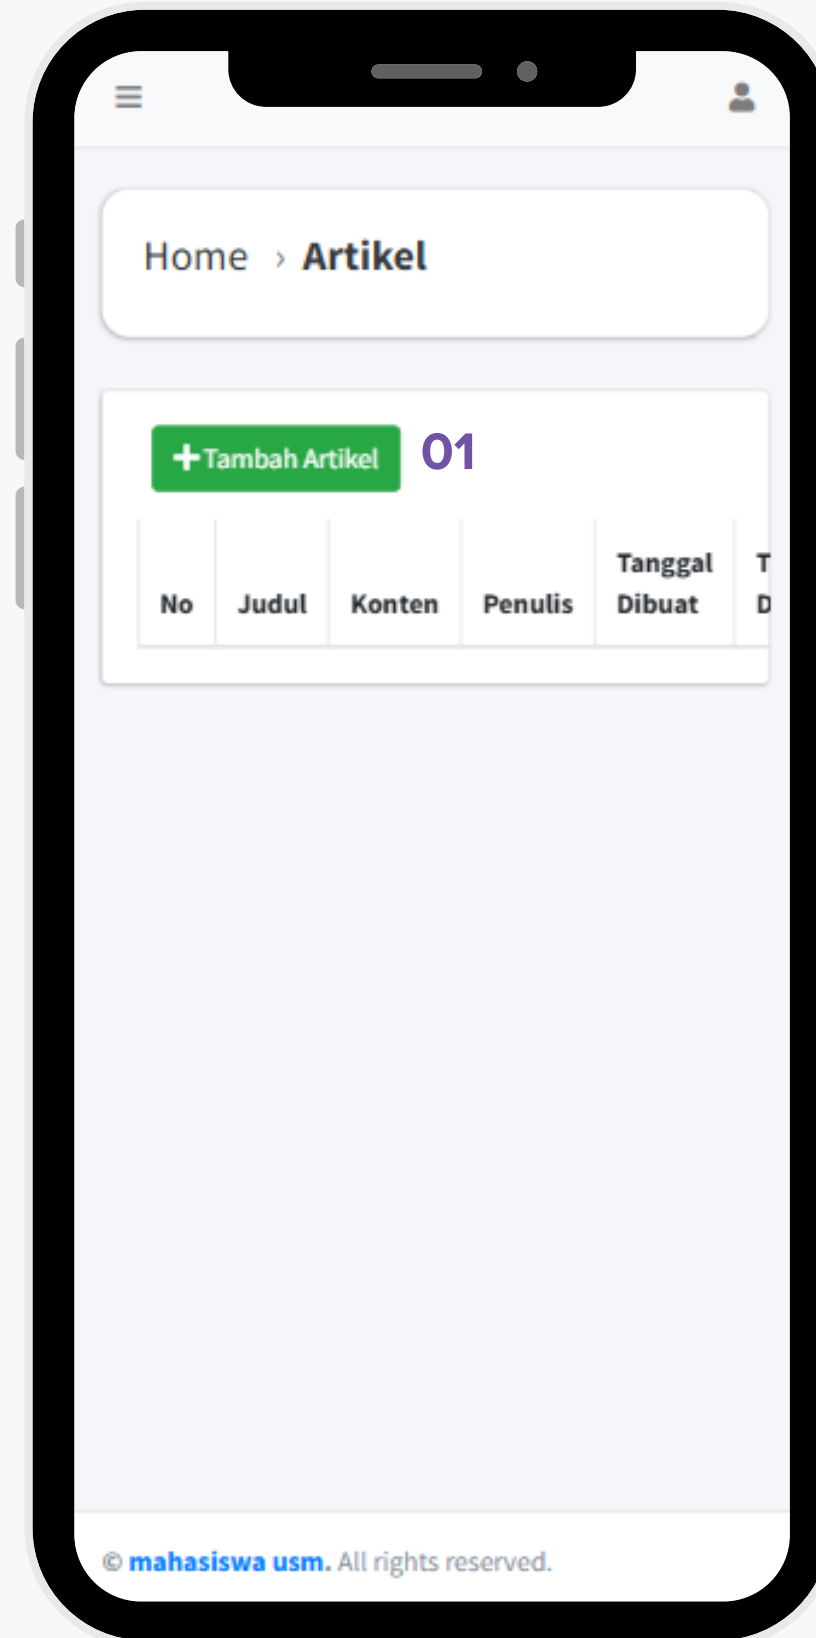 Home › Artikel
+Tambah Artikel 01
No Judul Konten Penulis Tanggal Dibuat T D
© mahasiswa usm. All rights reserved.